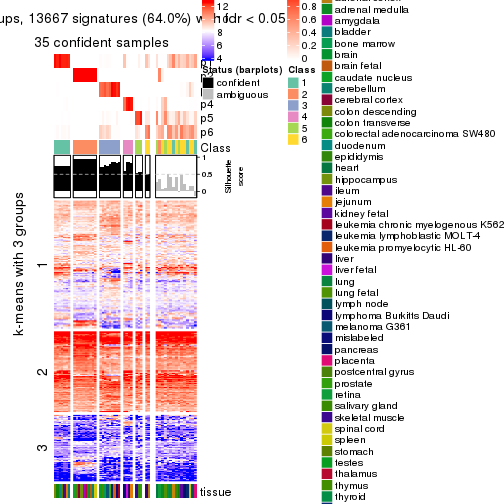 ups, 13667 signatures (64.0%) with fdr < 0.05
35 confident samples
p4
p5
p6
Class
1
0.5
0
Silhouette
score
k-means with 3 groups
1
2
3
tissue
12
10
8
6
4
0.8
0.6
0.4
0.2
0
Status (barplots)
confident
ambiguous
Class
1
2
3
4
5
6
adrenal medulla
amygdala
bladder
bone marrow
brain
brain fetal
caudate nucleus
cerebellum
cerebral cortex
colon descending
colon transverse
colorectal adenocarcinoma SW480
duodenum
epididymis
heart
hippocampus
ileum
jejunum
kidney fetal
leukemia chronic myelogenous K562
leukemia lymphoblastic MOLT-4
leukemia promyelocytic HL-60
liver
liver fetal
lung
lung fetal
lymph node
lymphoma Burkitts Daudi
melanoma G361
mislabeled
pancreas
placenta
postcentral gyrus
prostate
retina
salivary gland
skeletal muscle
spinal cord
spleen
stomach
testes
thalamus
thymus
thyroid